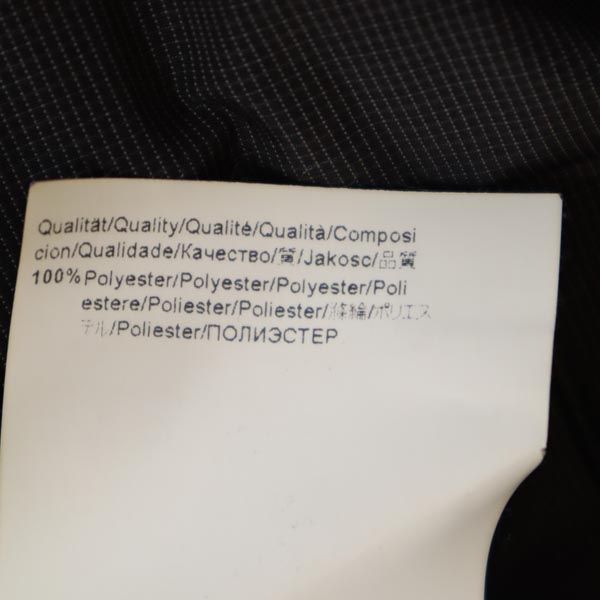 Qualität/Quality/Qualité/Qualità/Composi
cion/Qualidade/Качество/質/Jakosc/品質
100% Polyester/Polyester/Polyester/Poli
estere/Poliester/Poliester/滌綸/ポリエス
テル/Poliester/ПОЛИЭСТЕР